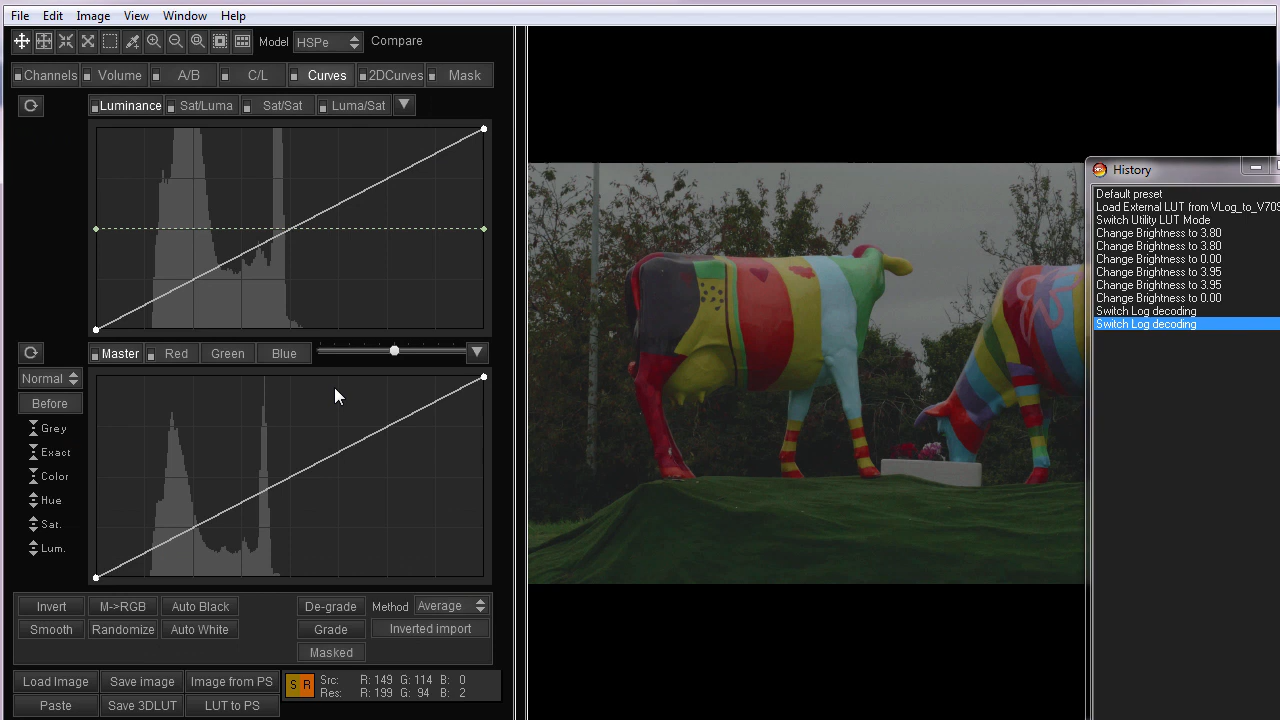 File Edit Image View Window Help
Model HSPe Compare
Channels Volume A/B C/L Curves 2DCurves Mask
Luminance Sat/Luma Sat/Sat Luma/Sat
Master Red Green Blue
Normal
Before
Grey
Exact
Color
Hue
Sat.
Lum.
Invert M->RGB Auto Black De-grade Method Average
Smooth Randomize Auto White Grade Inverted import
Masked
Load Image Save image Image from PS S R Src: R: 149 G: 114 B: 0
Res: R: 199 G: 94 B: 2
Paste Save 3DLUT LUT to PS
History
Default preset
Load External LUT from VLog_to_V709
Switch Utility LUT Mode
Change Brightness to 3.80
Change Brightness to 3.80
Change Brightness to 0.00
Change Brightness to 3.95
Change Brightness to 3.95
Change Brightness to 0.00
Switch Log decoding
Switch Log decoding